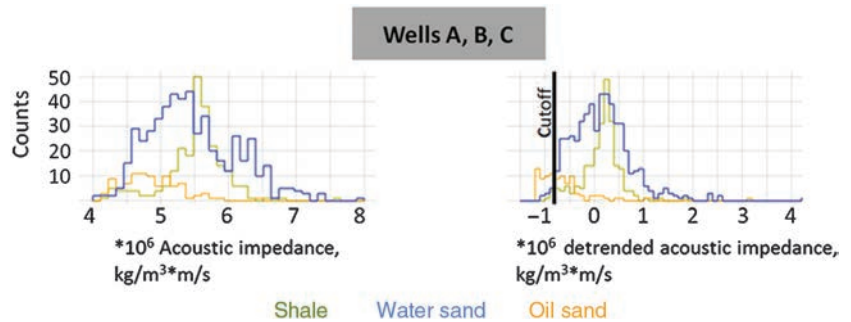 Wells A, B, C
Counts
50
40
30
20
10
4 5 6 7 8
*10⁶ Acoustic impedance,
kg/m³*m/s
Cutoff
−1 0 1 2 3 4
*10⁶ detrended acoustic impedance,
kg/m³*m/s
Shale Water sand Oil sand